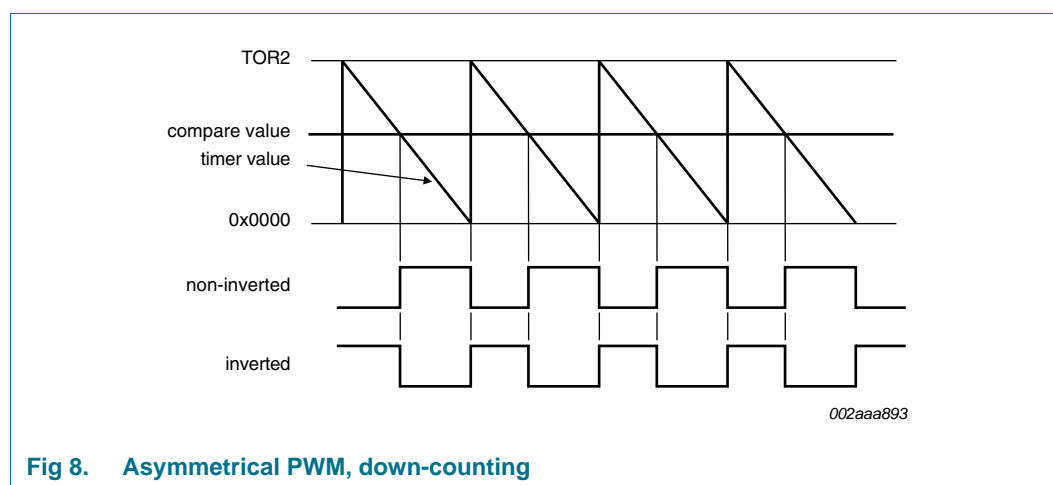 TOR2
compare value
timer value
0x0000
non-inverted
inverted
002aaa893
Fig 8. Asymmetrical PWM, down-counting